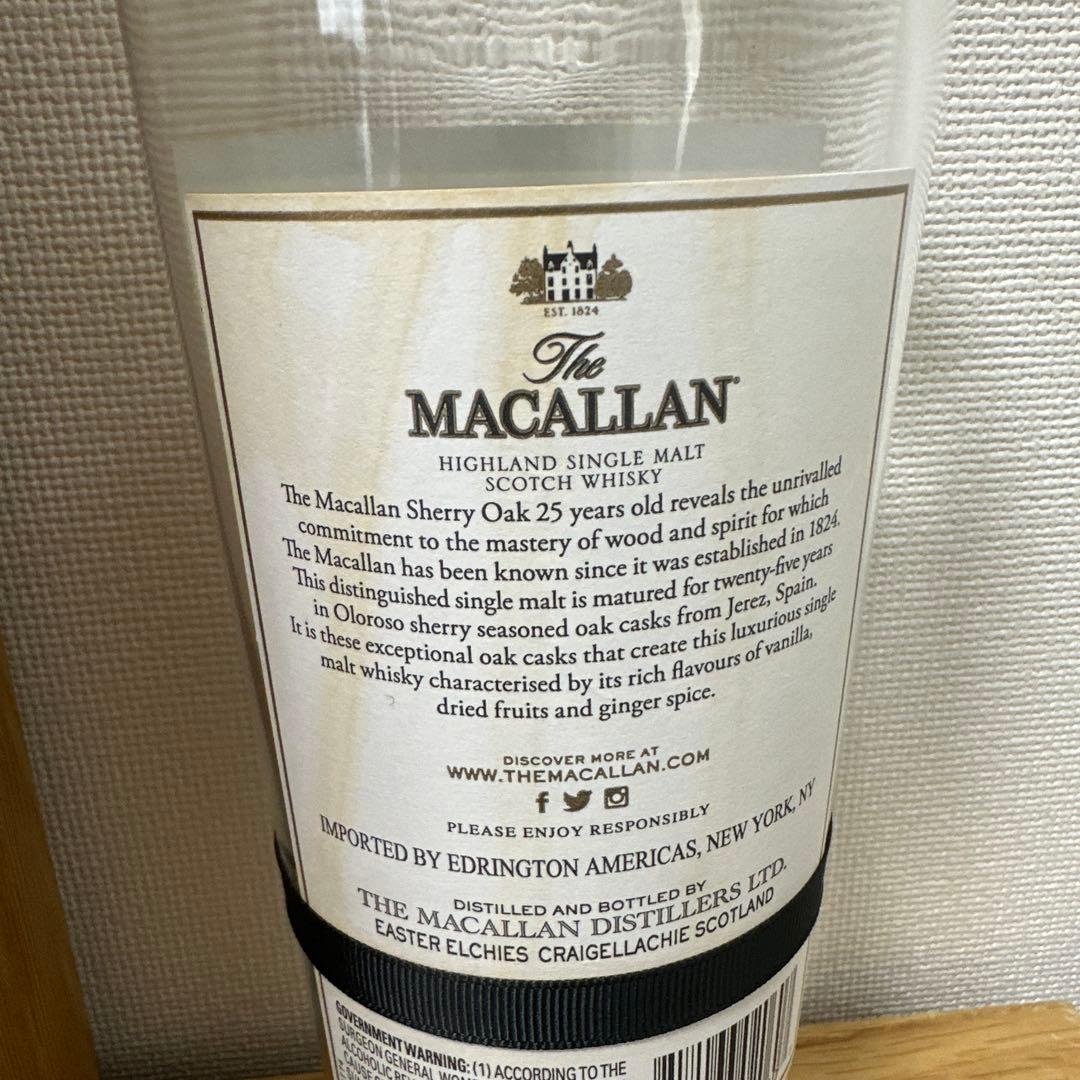 EST. 1824
The
MACALLAN
HIGHLAND SINGLE MALT
SCOTCH WHISKY
The Macallan Sherry Oak 25 years old reveals the unrivalled
commitment to the mastery of wood and spirit for which
The Macallan has been known since it was established in 1824.
This distinguished single malt is matured for twenty-five years
in Oloroso sherry seasoned oak casks from Jerez, Spain.
It is these exceptional oak casks that create this luxurious single
malt whisky characterised by its rich flavours of vanilla,
dried fruits and ginger spice.
DISCOVER MORE AT
WWW.THEMACALLAN.COM
PLEASE ENJOY RESPONSIBLY
IMPORTED BY EDRINGTON AMERICAS, NEW YORK, NY
DISTILLED AND BOTTLED BY
THE MACALLAN DISTILLERS LTD.
EASTER ELCHIES CRAIGELLACHIE SCOTLAND
GOVERNMENT WARNING: (1) ACCORDING TO THE
SURGEON GENERAL
ALCOHOLIC